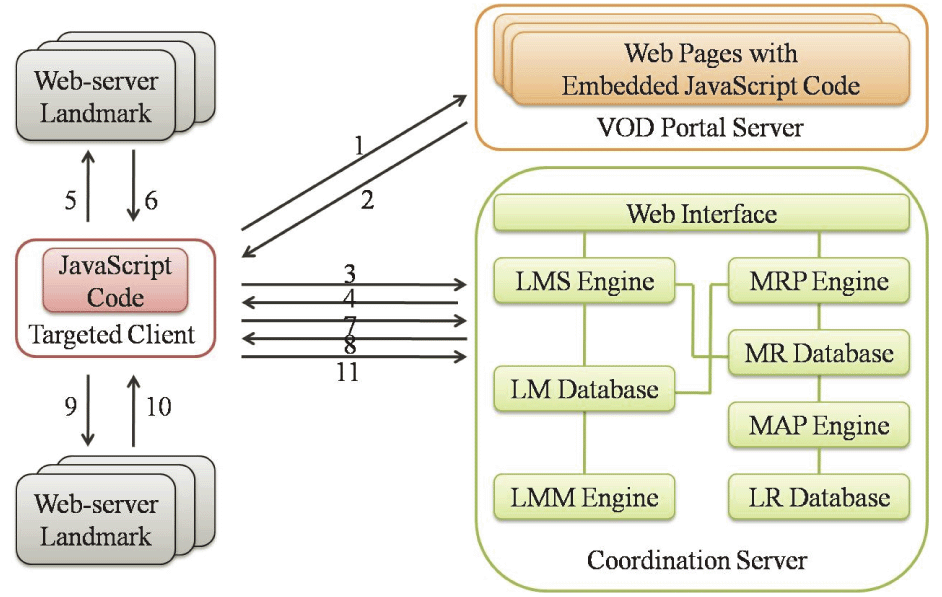 Web-server
Landmark
Web Pages with
Embedded JavaScript Code
VOD Portal Server
1
2
5
6
Web Interface
JavaScript
Code
Targeted Client
3
4
7
8
11
LMS Engine
MRP Engine
MR Database
LM Database
MAP Engine
LMM Engine
LR Database
Coordination Server
9
10
Web-server
Landmark